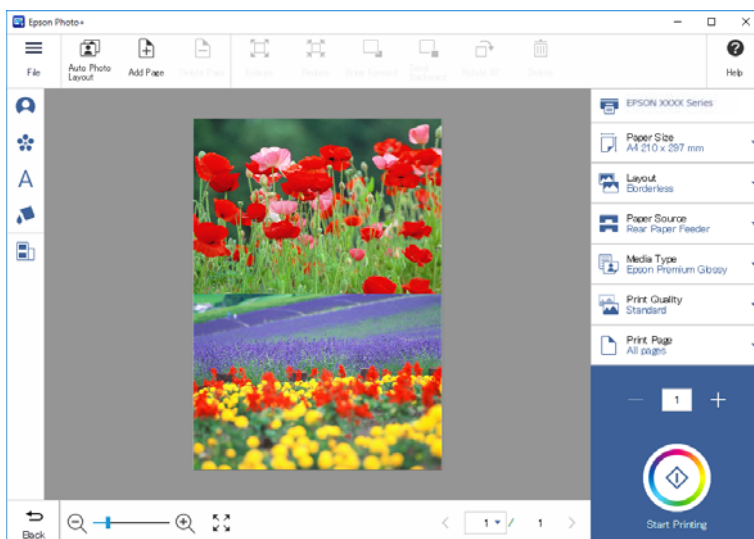 Epson Photo+
File
Auto Photo
Layout
Add Page
Delete Page
Help
EPSON XXXX Series
Paper Size
A4 210 x 297 mm
Layout
Borderless
Paper Source
Rear Paper Feeder
Media Type
Epson Premium Glossy
Print Quality
Standard
Print Page
All pages
A
1
Start Printing
Back
1 / 1